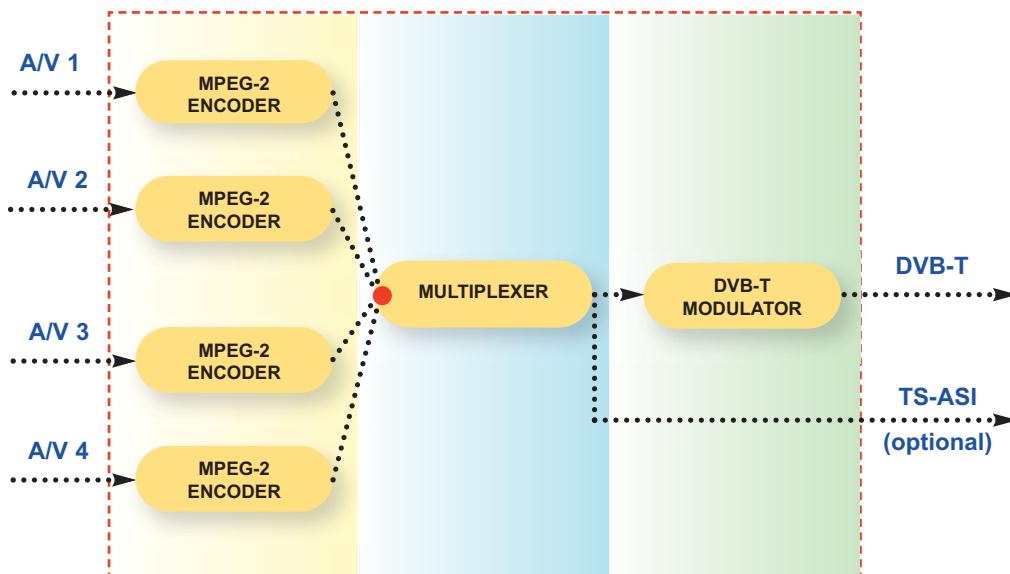 A/V 1
MPEG-2
ENCODER
A/V 2
MPEG-2
ENCODER
A/V 3
MPEG-2
ENCODER
A/V 4
MPEG-2
ENCODER
MULTIPLEXER
DVB-T
MODULATOR
DVB-T
TS-ASI
(optional)